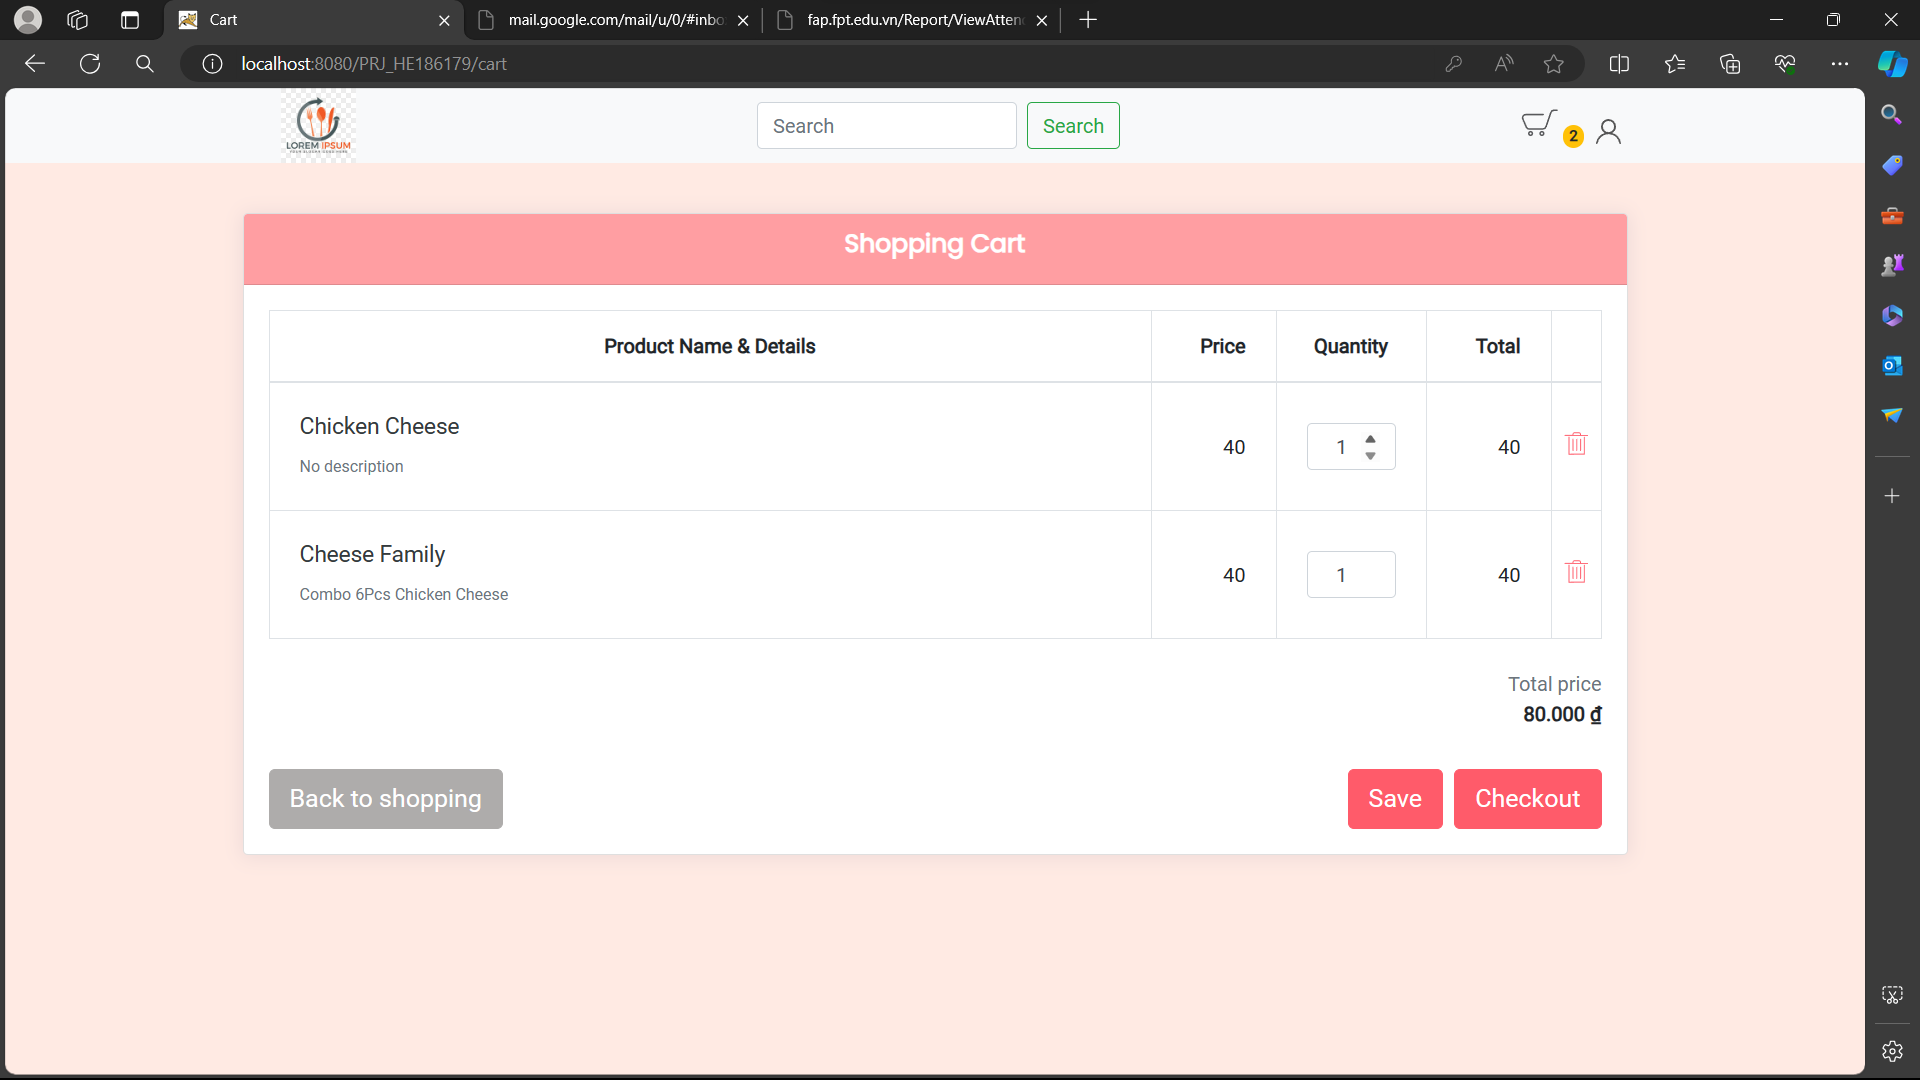 Cart
mail.google.com/mail/u/0/#inbo
fap.fpt.edu.vn/Report/ViewAtten
localhost:8080/PRJ_HE186179/cart
LOREM IPSUM
Search
Search
2
Shopping Cart
Product Name & Details
Price
Quantity
Total
Chicken Cheese
No description
40
1
40
Cheese Family
Combo 6Pcs Chicken Cheese
40
1
40
Total price
80.000 ₫
Back to shopping
Save
Checkout